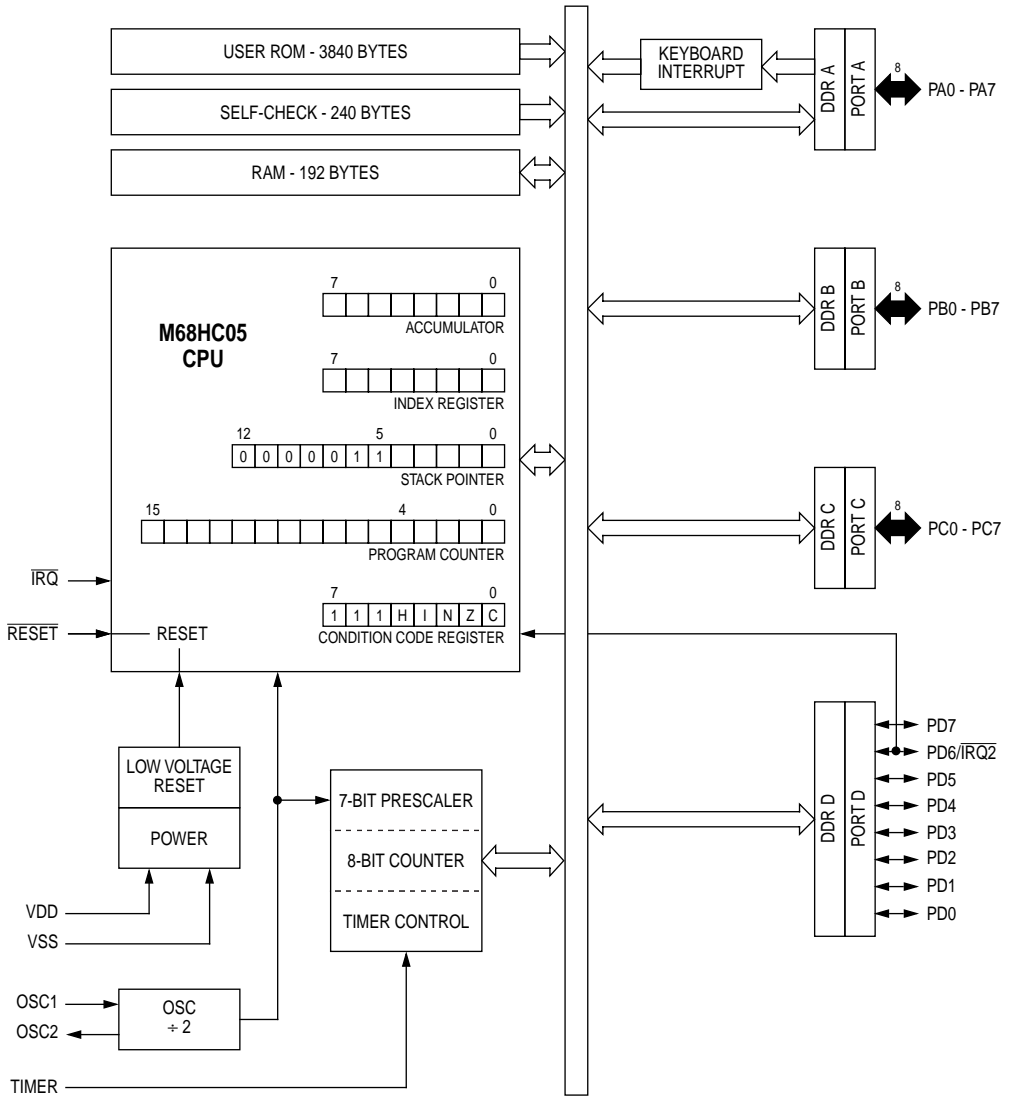 USER ROM - 3840 BYTES
SELF-CHECK - 240 BYTES
RAM - 192 BYTES
KEYBOARD
INTERRUPT
DDR A
PORT A
8
PA0 - PA7
M68HC05
CPU
7 0
ACCUMULATOR
7 0
INDEX REGISTER
12 5 0
0 0 0 0 0 1 1
STACK POINTER
15 4 0
PROGRAM COUNTER
7 0
1 1 1 H I N Z C
CONDITION CODE REGISTER
IRQ
RESET
RESET
DDR B
PORT B
8
PB0 - PB7
DDR C
PORT C
8
PC0 - PC7
LOW VOLTAGE
RESET
POWER
VDD
VSS
OSC1
OSC2
OSC
÷ 2
TIMER
7-BIT PRESCALER
8-BIT COUNTER
TIMER CONTROL
DDR D
PORT D
PD7
PD6/IRQ2
PD5
PD4
PD3
PD2
PD1
PD0